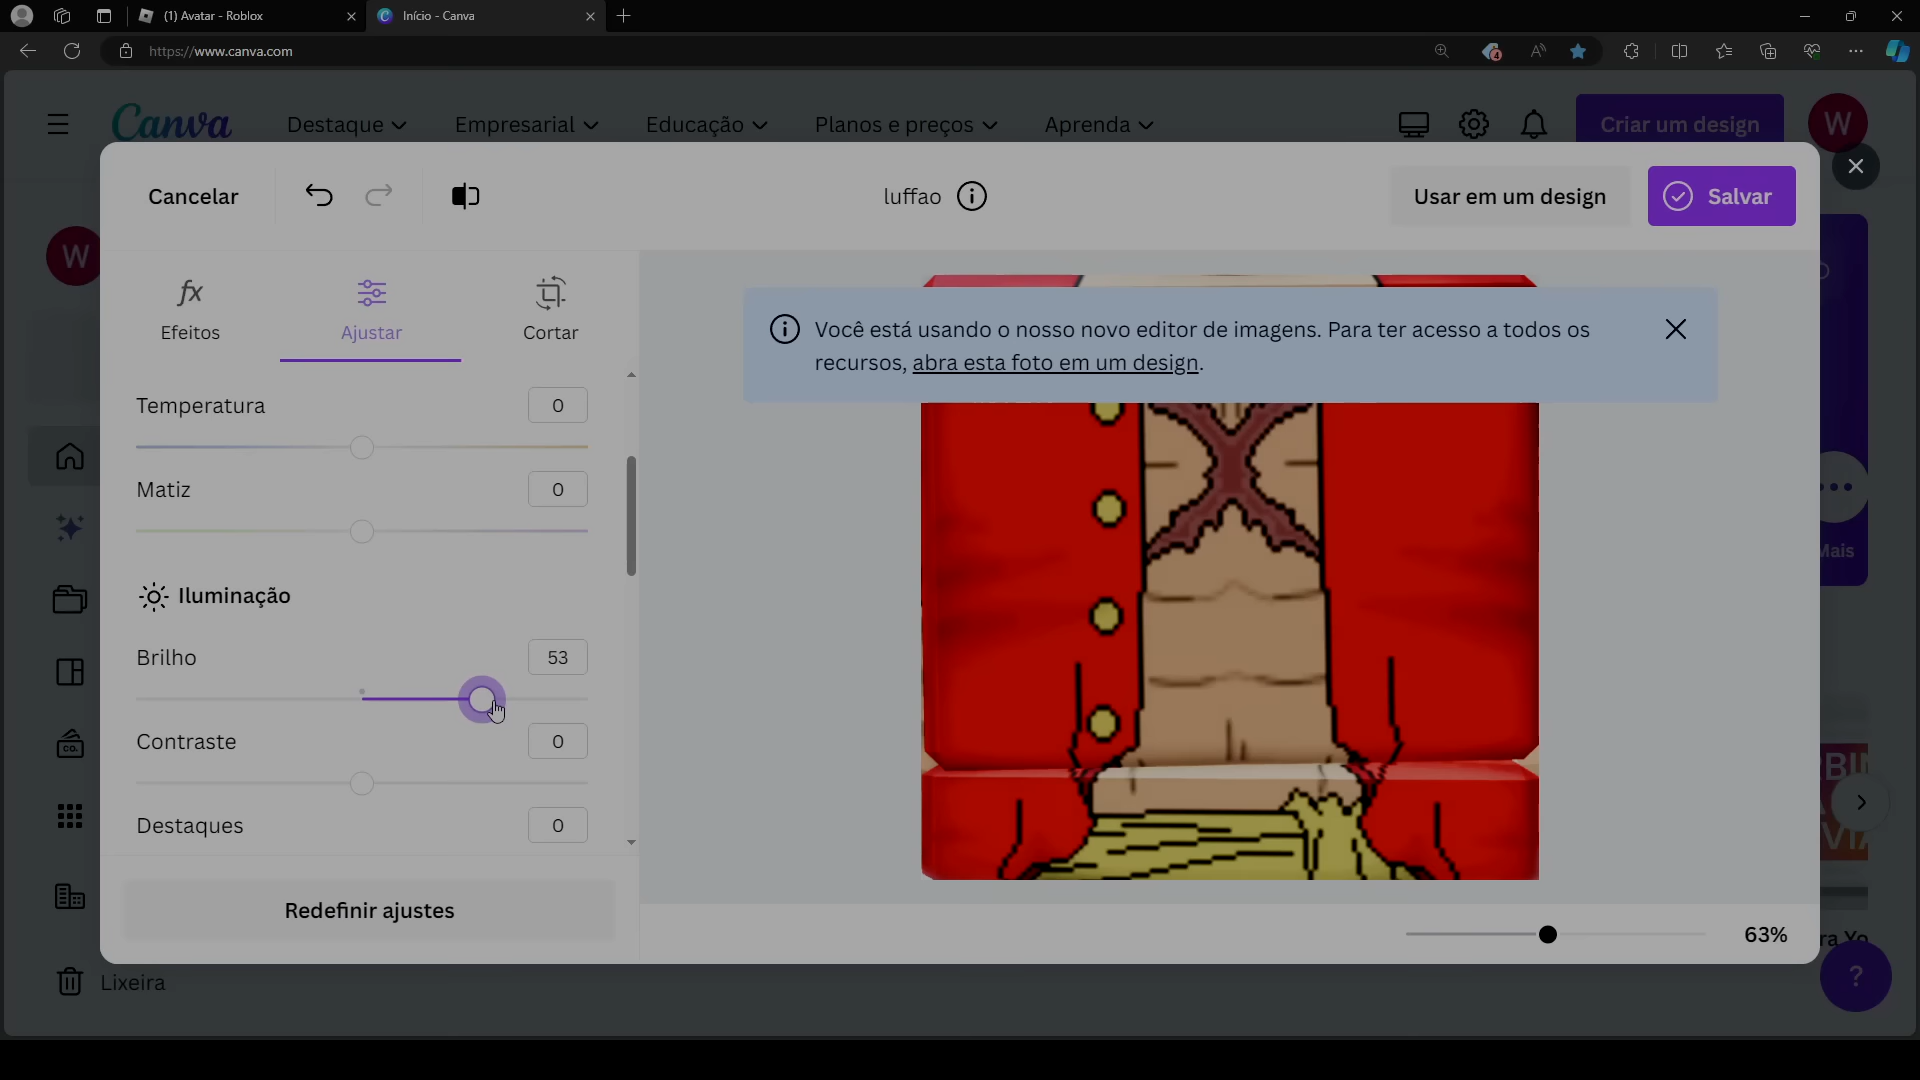 (1) Avatar - Roblox
Início - Canva
https://www.canva.com
4
Canva
Destaque
Empresarial
Educação
Planos e preços
Aprenda
Criar um design
W
Cancelar
luffao
Usar em um design
Salvar
W
Efeitos
Ajustar
Cortar
Você está usando o nosso novo editor de imagens. Para ter acesso a todos os
recursos, abra esta foto em um design.
Temperatura
0
Matiz
0
Mais
Iluminação
Brilho
53
Contraste
0
CO.
Destaques
0
Redefinir ajustes
63%
Lixeira
?